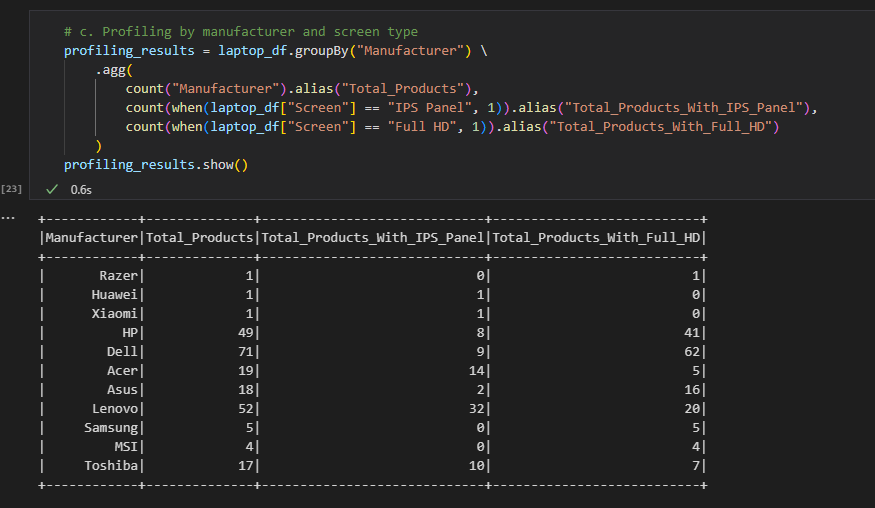 # c. Profiling by manufacturer and screen type
profiling_results = laptop_df.groupBy("Manufacturer") \
    .agg(
        count("Manufacturer").alias("Total_Products"),
        count(when(laptop_df["Screen"] == "IPS Panel", 1)).alias("Total_Products_With_IPS_Panel"),
        count(when(laptop_df["Screen"] == "Full HD", 1)).alias("Total_Products_With_Full_HD")
    )
profiling_results.show()
[23] ✓ 0.6s
...
+------------+--------------+-----------------------------+---------------------------+
|Manufacturer|Total_Products|Total_Products_With_IPS_Panel|Total_Products_With_Full_HD|
+------------+--------------+-----------------------------+---------------------------+
|       Razer|             1|                            0|                          1|
|      Huawei|             1|                            1|                          0|
|      Xiaomi|             1|                            1|                          0|
|          HP|            49|                            8|                         41|
|        Dell|            71|                            9|                         62|
|        Acer|            19|                           14|                          5|
|        Asus|            18|                            2|                         16|
|      Lenovo|            52|                           32|                         20|
|     Samsung|             5|                            0|                          5|
|         MSI|             4|                            0|                          4|
|     Toshiba|            17|                           10|                          7|
+------------+--------------+-----------------------------+---------------------------+